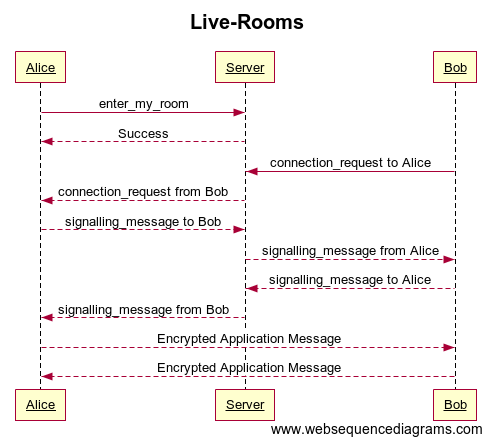 Live-Rooms
Alice Server Bob
enter_my_room
Success
connection_request to Alice
connection_request from Bob
signalling_message to Bob
signalling_message from Alice
signalling_message to Alice
signalling_message from Bob
Encrypted Application Message
Encrypted Application Message
Alice Server Bob
www.websequencediagrams.com